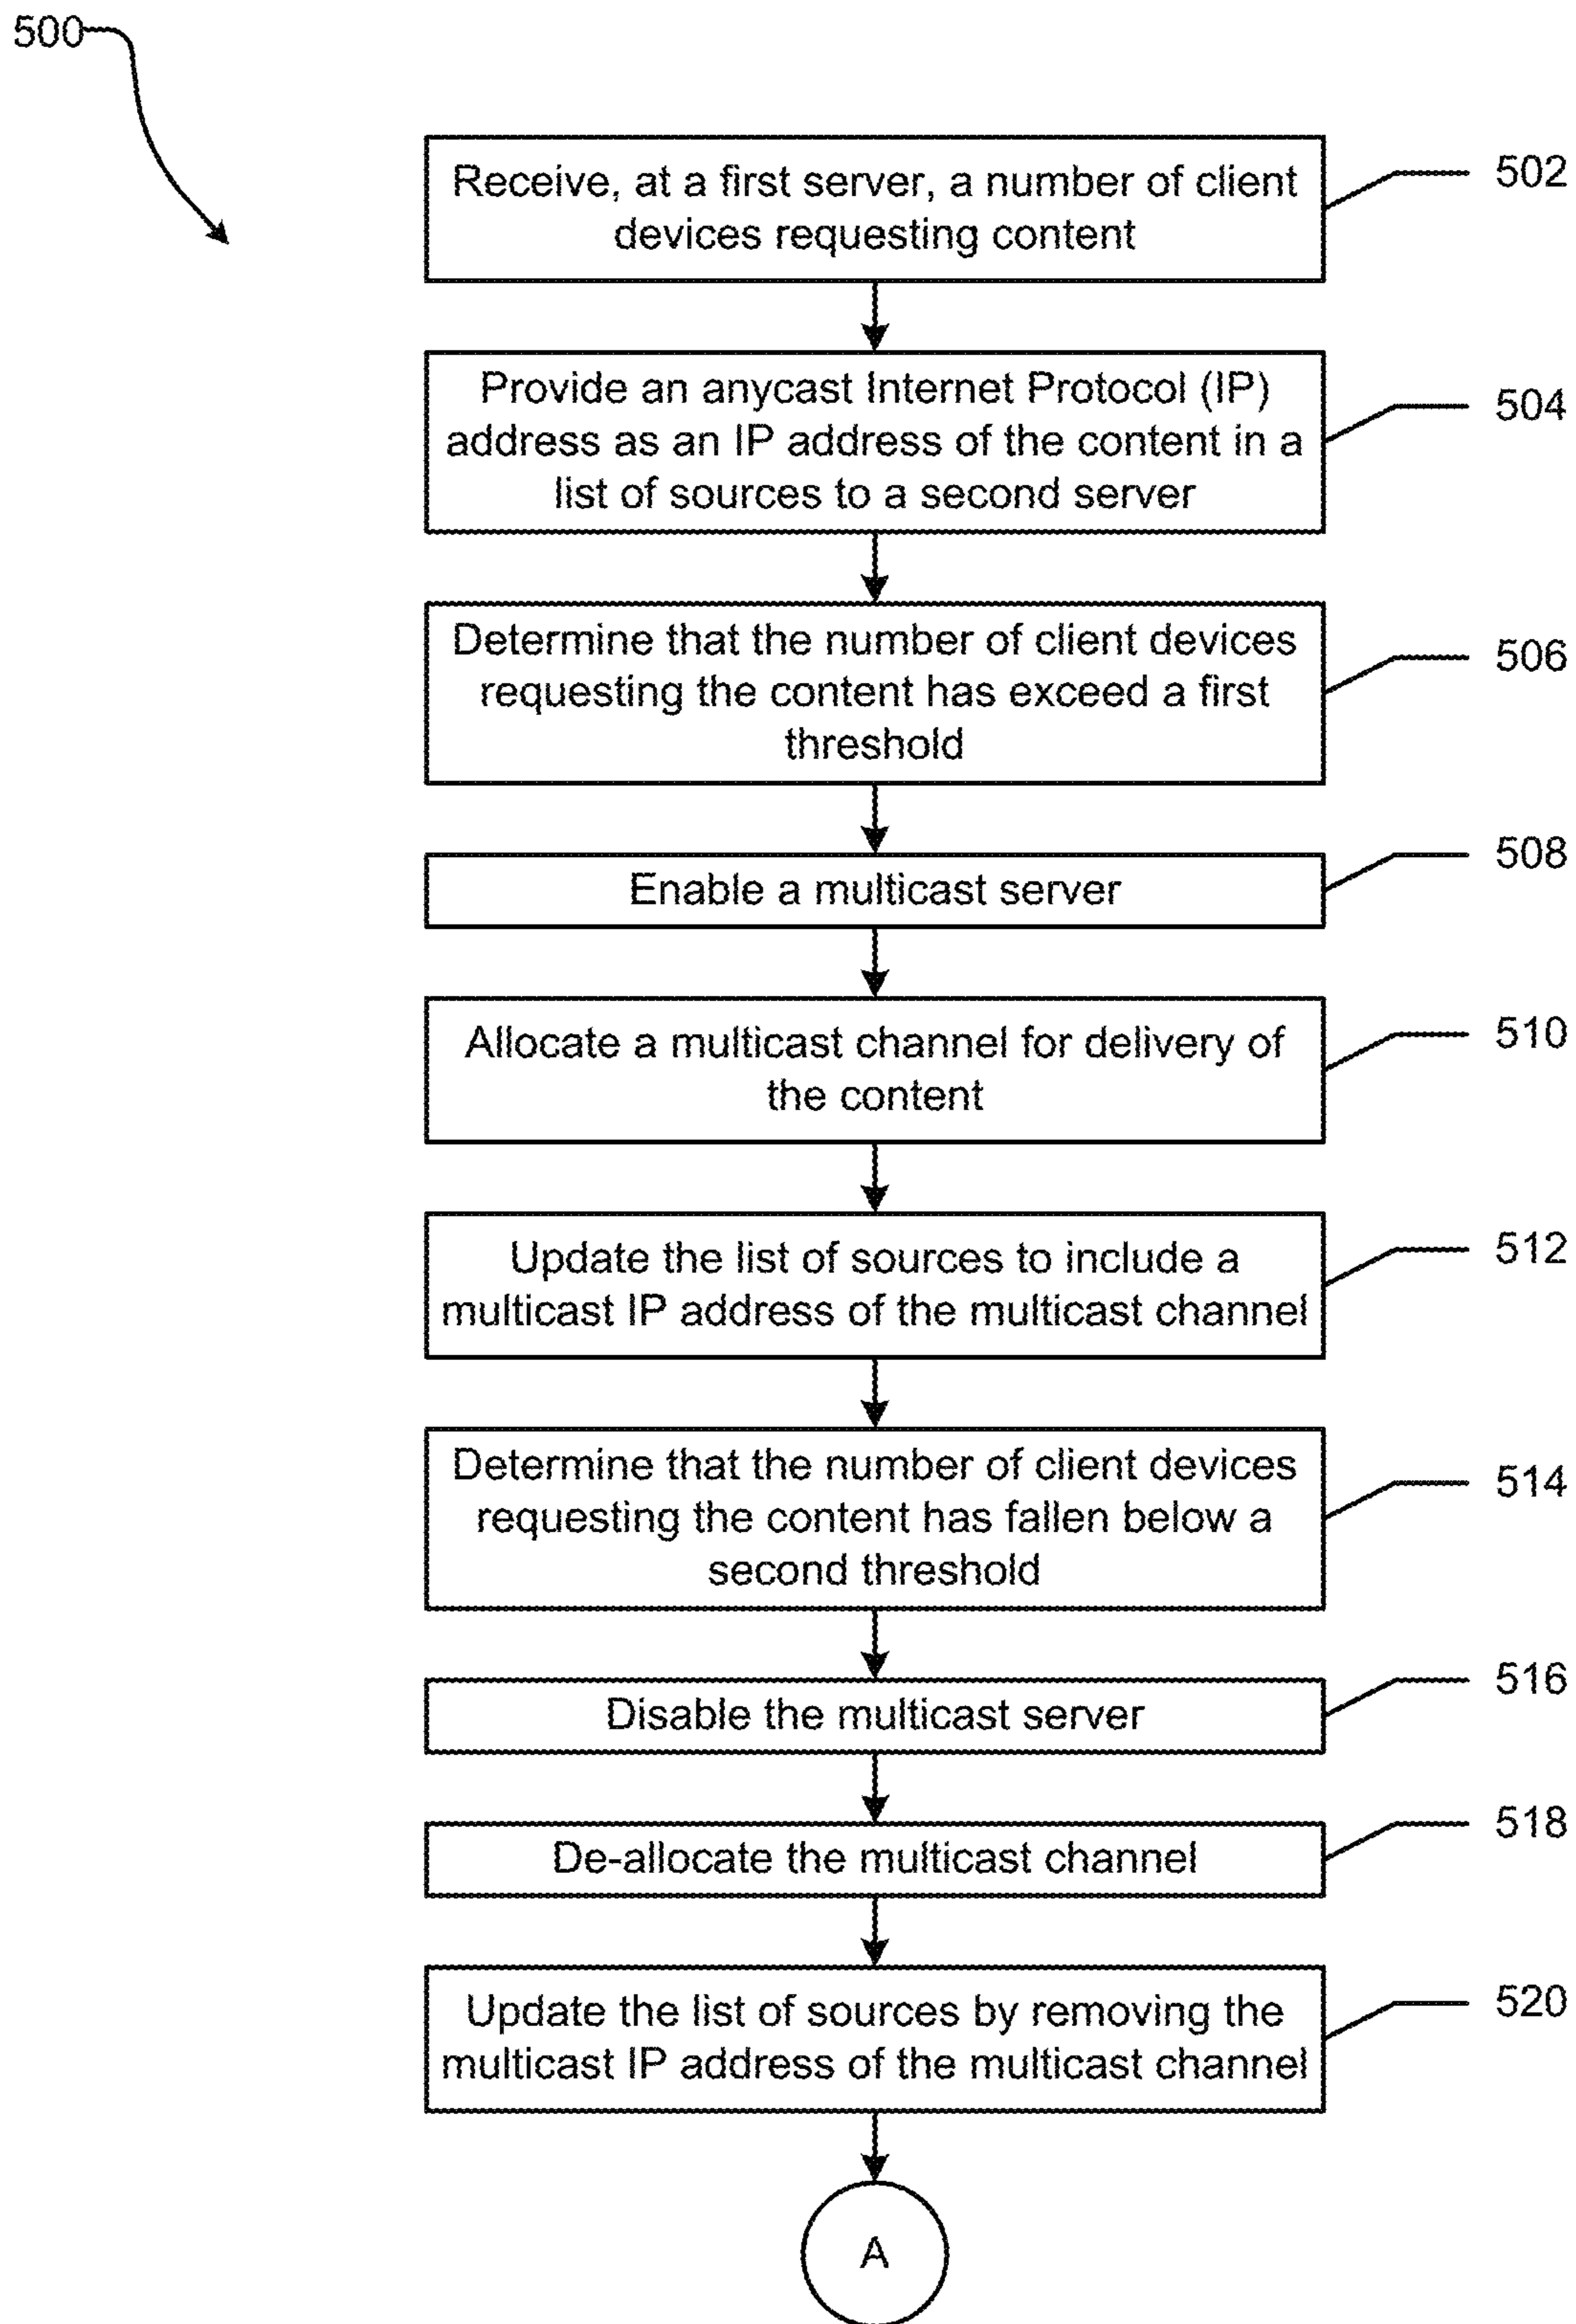 500
Receive, at a first server, a number of client
devices requesting content
502
Provide an anycast Internet Protocol (IP)
address as an IP address of the content in a
list of sources to a second server
504
Determine that the number of client devices
requesting the content has exceed a first
threshold
506
Enable a multicast server
508
Allocate a multicast channel for delivery of
the content
510
Update the list of sources to include a
multicast IP address of the multicast channel
512
Determine that the number of client devices
requesting the content has fallen below a
second threshold
514
Disable the multicast server
516
De-allocate the multicast channel
518
Update the list of sources by removing the
multicast IP address of the multicast channel
520
A